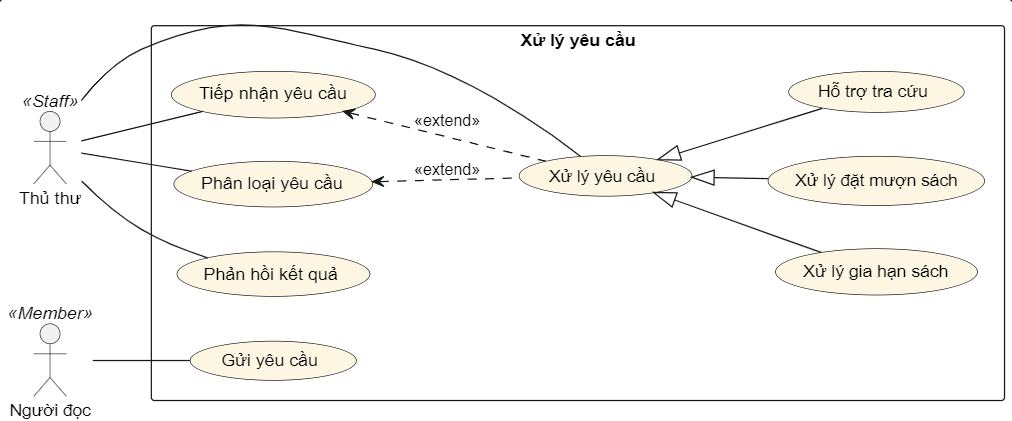 Xử lý yêu cầu
«Staff»
Thủ thư
Tiếp nhận yêu cầu
«extend»
Phân loại yêu cầu
«extend»
Xử lý yêu cầu
Hỗ trợ tra cứu
Xử lý đặt mượn sách
Xử lý gia hạn sách
Phản hồi kết quả
«Member»
Người đọc
Gửi yêu cầu